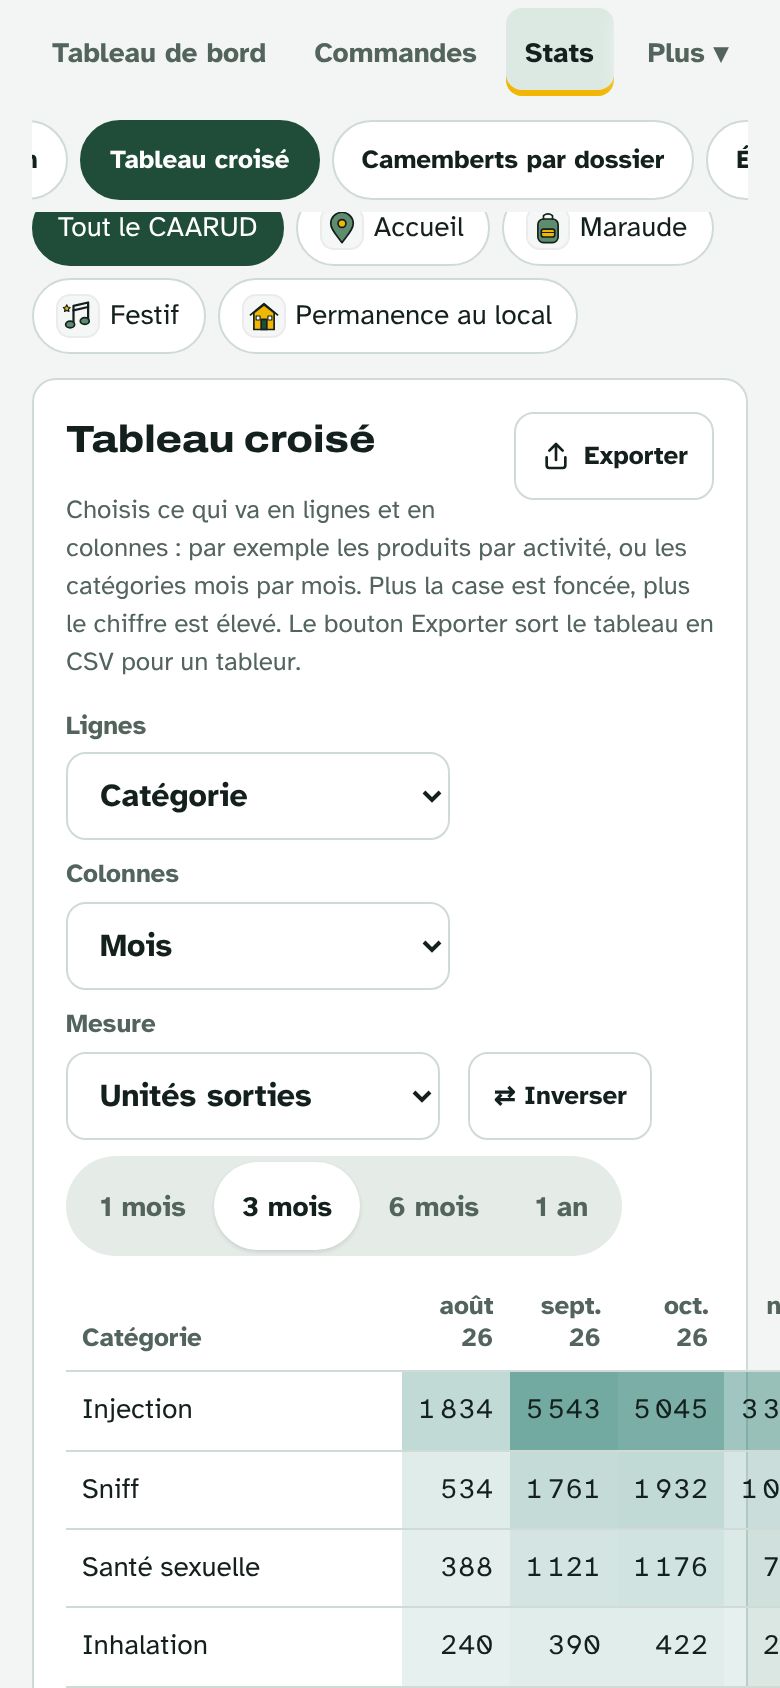 Tableau de bord Commandes Stats Plus ▼
Tableau croisé Camemberts par dossier
Tout le CAARUD Accueil Maraude
Festif Permanence au local
Tableau croisé
Exporter
Choisis ce qui va en lignes et en
colonnes : par exemple les produits par activité, ou les
catégories mois par mois. Plus la case est foncée, plus
le chiffre est élevé. Le bouton Exporter sort le tableau en
CSV pour un tableur.
Lignes
Catégorie
Colonnes
Mois
Mesure
Unités sorties ⇄ Inverser
1 mois 3 mois 6 mois 1 an
août sept. oct.
Catégorie 26 26 26
Injection 1 834 5 543 5 045
Sniff 534 1 761 1 932
Santé sexuelle 388 1 121 1 176
Inhalation 240 390 422